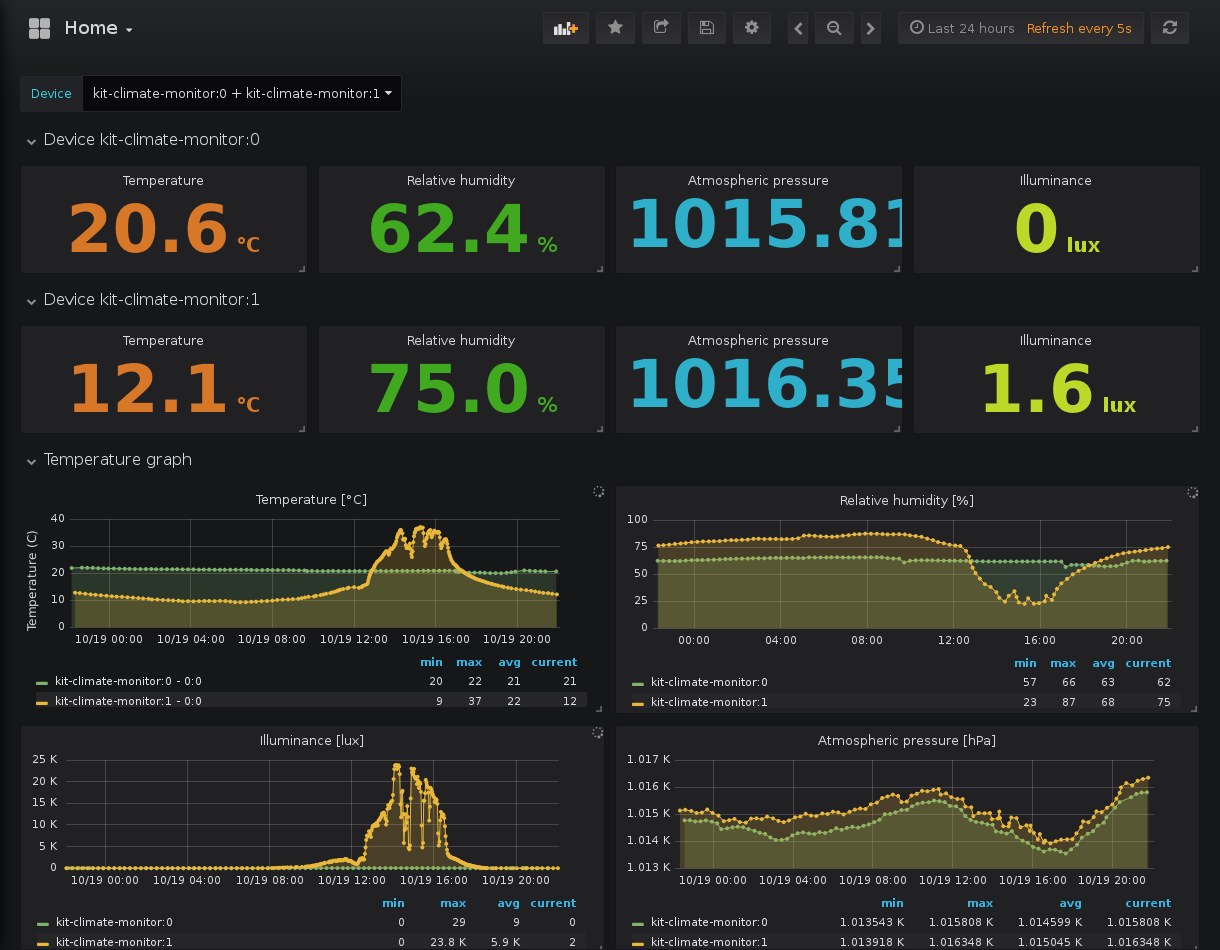 Home
Last 24 hours Refresh every 5s
Device kit-climate-monitor:0 + kit-climate-monitor:1
Device kit-climate-monitor:0
Temperature Relative humidity Atmospheric pressure Illuminance
20.6 °C 62.4 % 1015.81 0 lux
Device kit-climate-monitor:1
Temperature Relative humidity Atmospheric pressure Illuminance
12.1 °C 75.0 % 1016.35 1.6 lux
Temperature graph
Temperature [°C]
Temperature (C)
40
30
20
10
0
10/19 00:00 10/19 04:00 10/19 08:00 10/19 12:00 10/19 16:00 10/19 20:00
min max avg current
kit-climate-monitor:0 - 0:0 20 22 21 21
kit-climate-monitor:1 - 0:0 9 37 22 12
Relative humidity [%]
100
75
50
25
0
00:00 04:00 08:00 12:00 16:00 20:00
min max avg current
kit-climate-monitor:0 57 66 63 62
kit-climate-monitor:1 23 87 68 75
Illuminance [lux]
25 K
20 K
15 K
10 K
5 K
0
10/19 00:00 10/19 04:00 10/19 08:00 10/19 12:00 10/19 16:00 10/19 20:00
min max avg current
kit-climate-monitor:0 0 29 9 0
kit-climate-monitor:1 0 23.8 K 5.9 K 2
Atmospheric pressure [hPa]
1.017 K
1.016 K
1.015 K
1.014 K
1.013 K
10/19 00:00 10/19 04:00 10/19 08:00 10/19 12:00 10/19 16:00 10/19 20:00
min max avg current
kit-climate-monitor:0 1.013543 K 1.015808 K 1.014599 K 1.015808 K
kit-climate-monitor:1 1.013918 K 1.016348 K 1.015045 K 1.016348 K